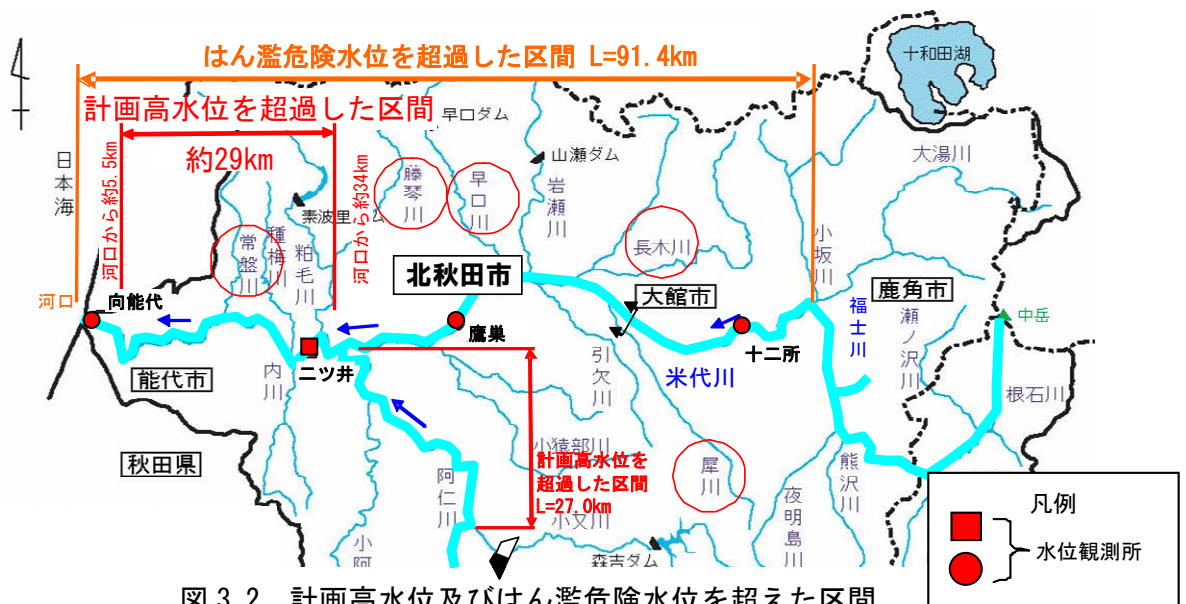 はん濫危険水位を超過した区間 L=91.4km
十和田湖
計画高水位を超過した区間
早口ダム
約29km
日本海
河口から約5.5km
河口から約34km
山瀬ダム
大湯川
素波里ダム
藤琴川
早口川
岩瀬川
長木川
常盤川
種梅川
粕毛川
小坂川
北秋田市
大館市
鹿角市
河口
向能代
鷹巣
十二所
福士川
瀬ノ沢川
中岳
能代市
二ツ井
内川
引欠川
米代川
根石川
秋田県
小猿部川
計画高水位を
超過した区間
L=27.0km
阿仁川
犀川
熊沢川
夜明島川
小又川
小阿
森吉ダム
凡例
水位観測所
図3.2 計画高水位及びはん濫危険水位を超えた区間